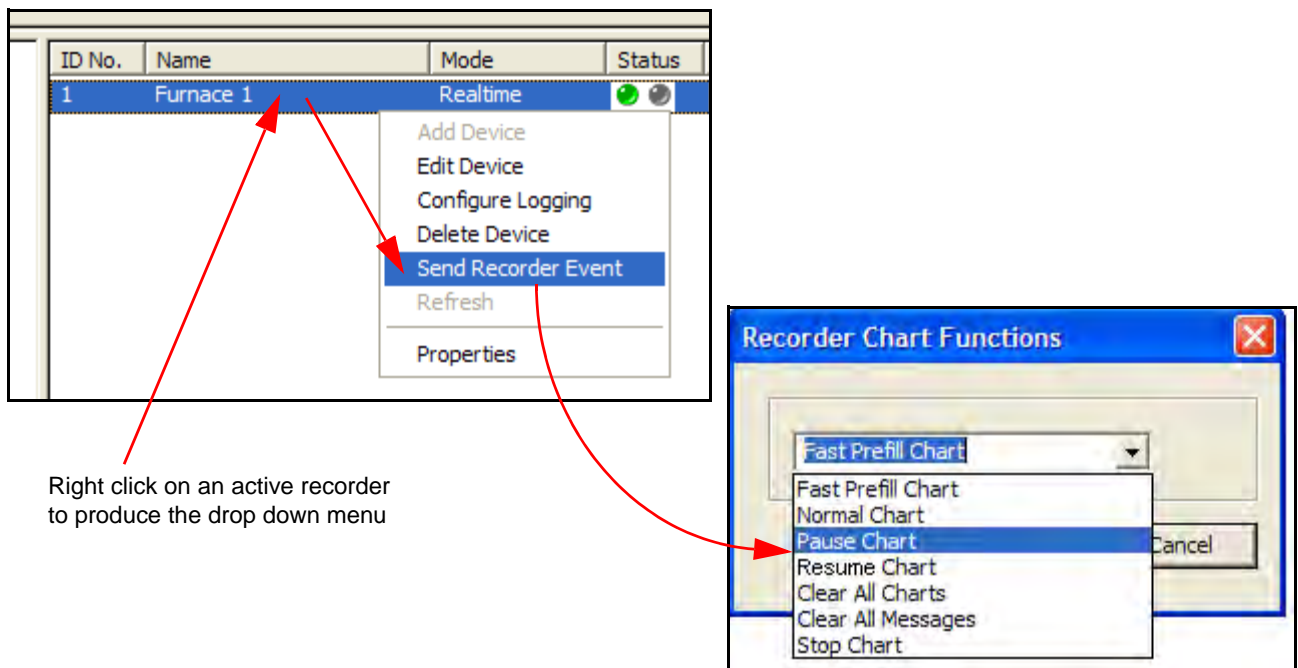 ID No. Name Mode Status
1 Furnace 1 Realtime
Add Device
Edit Device
Configure Logging
Delete Device
Send Recorder Event
Refresh
Properties
Right click on an active recorder
to produce the drop down menu
Recorder Chart Functions
Fast Prefill Chart
Fast Prefill Chart
Normal Chart
Pause Chart
Cancel
Resume Chart
Clear All Charts
Clear All Messages
Stop Chart